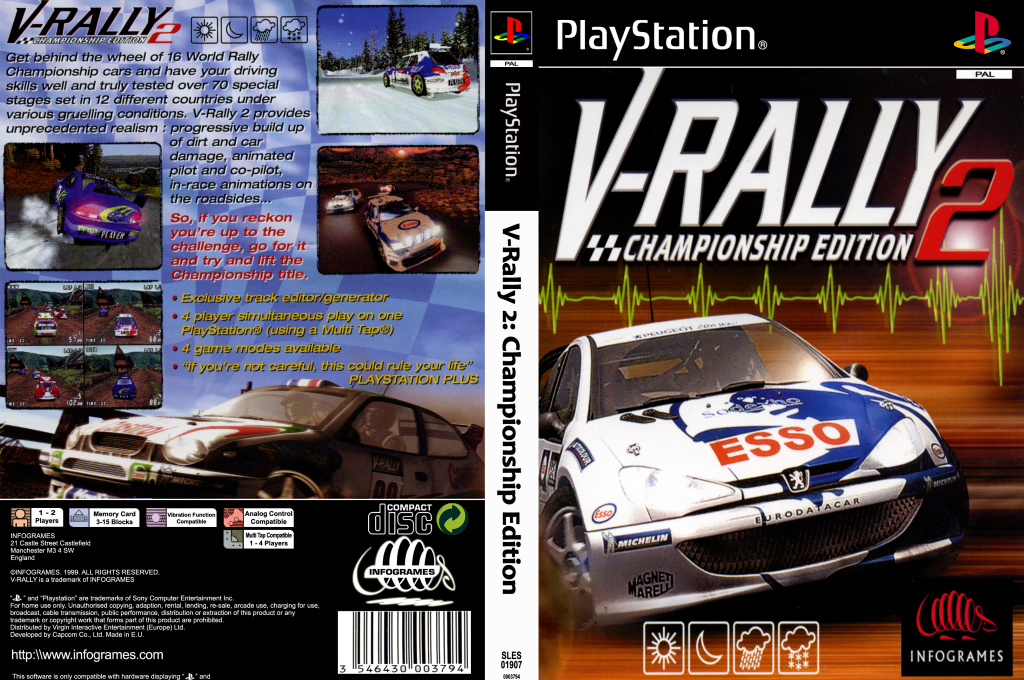 V-RALLY 2
CHAMPIONSHIP EDITION
Get behind the wheel of 16 World Rally
Championship cars and have your driving
skills well and truly tested over 70 special
stages set in 12 different countries under
various gruelling conditions. V-Rally 2 provides
unprecedented realism : progressive build up
of dirt and car
damage, animated
pilot and co-pilot,
in-race animations on
the roadsides...
So, if you reckon
you're up to the
challenge, go for it
and try and lift the
Championship title.
• Exclusive track editor/generator
• 4 player simultaneous play on one
PlayStation® (using a Multi Tap®)
• 4 game modes available
• "If you're not careful, this could rule your life"
PLAYSTATION PLUS
1 - 2
Players
Memory Card
3-15 Blocks
Vibration Function
Compatible
Analog Control
Compatible
Multi Tap Compatible
1 - 4 Players
INFOGRAMES
21 Castle Street Castlefield
Manchester M3 4 SW
England
©INFOGRAMES. 1999. ALL RIGHTS RESERVED.
V-RALLY is a trademark of INFOGRAMES
" " and "Playstation" are trademarks of Sony Computer Entertainment Inc.
For home use only. Unauthorised copying, adaption, rental, lending, re-sale, arcade use, charging for use,
broadcast, cable transmission, public performance, distribution or extraction of this product or any
trademark or copyright work that forms part of this product are prohibited.
Distributed by Virgin Interactive Entertainment (Europe) Ltd.
Developed by Capcom Co., Ltd. Made in E.U.
http:\\www.infogrames.com
This software is only compatible with hardware displaying " " and
COMPACT
disc
INFOGRAMES
3 546430 003794
PAL
PlayStation®
V-Rally 2: Championship Edition
SLES
01907
0003794
PlayStation®
PAL
V-RALLY 2
CHAMPIONSHIP EDITION
PEUGEOT 206
ESSO
EURODATACAR
Esso
MICHELIN
MICHELIN
MAGNETI
MARELLI
INFOGRAMES